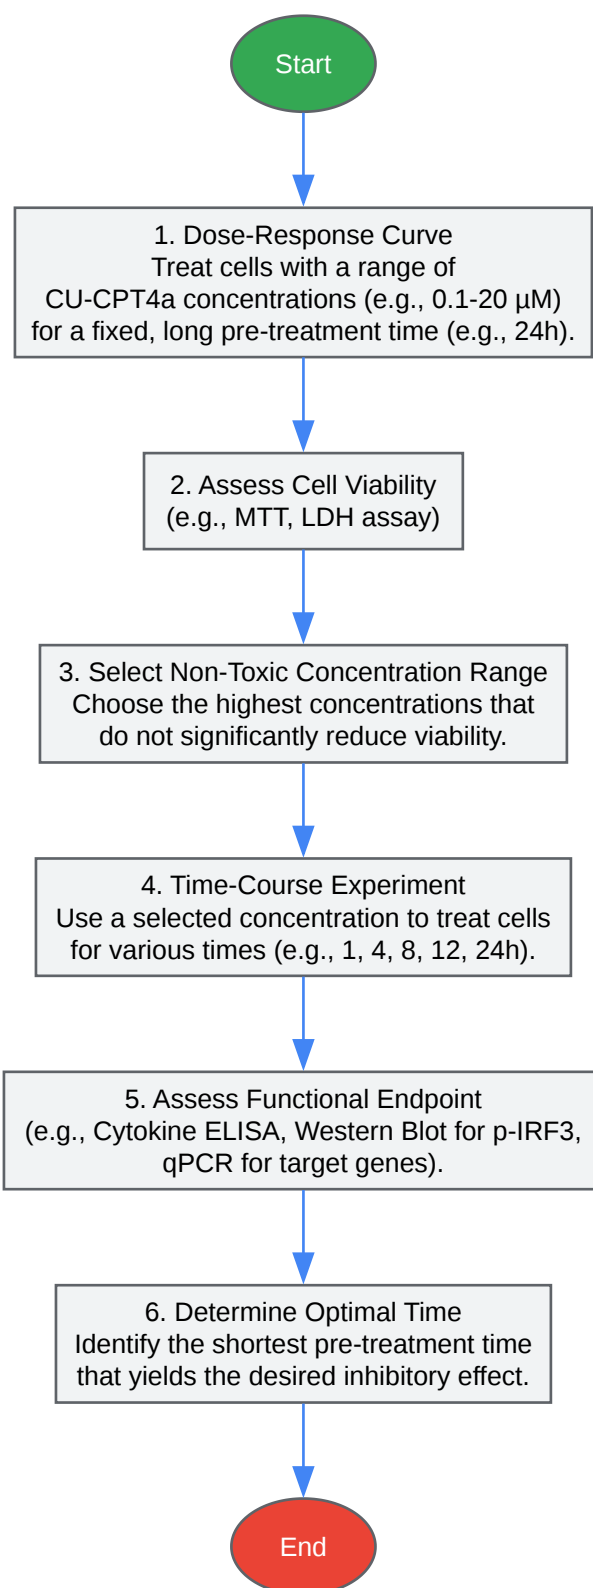 Start
1. Dose-Response Curve
Treat cells with a range of
CU-CPT4a concentrations (e.g., 0.1-20 µM)
for a fixed, long pre-treatment time (e.g., 24h).
2. Assess Cell Viability
(e.g., MTT, LDH assay)
3. Select Non-Toxic Concentration Range
Choose the highest concentrations that
do not significantly reduce viability.
4. Time-Course Experiment
Use a selected concentration to treat cells
for various times (e.g., 1, 4, 8, 12, 24h).
5. Assess Functional Endpoint
(e.g., Cytokine ELISA, Western Blot for p-IRF3,
qPCR for target genes).
6. Determine Optimal Time
Identify the shortest pre-treatment time
that yields the desired inhibitory effect.
End